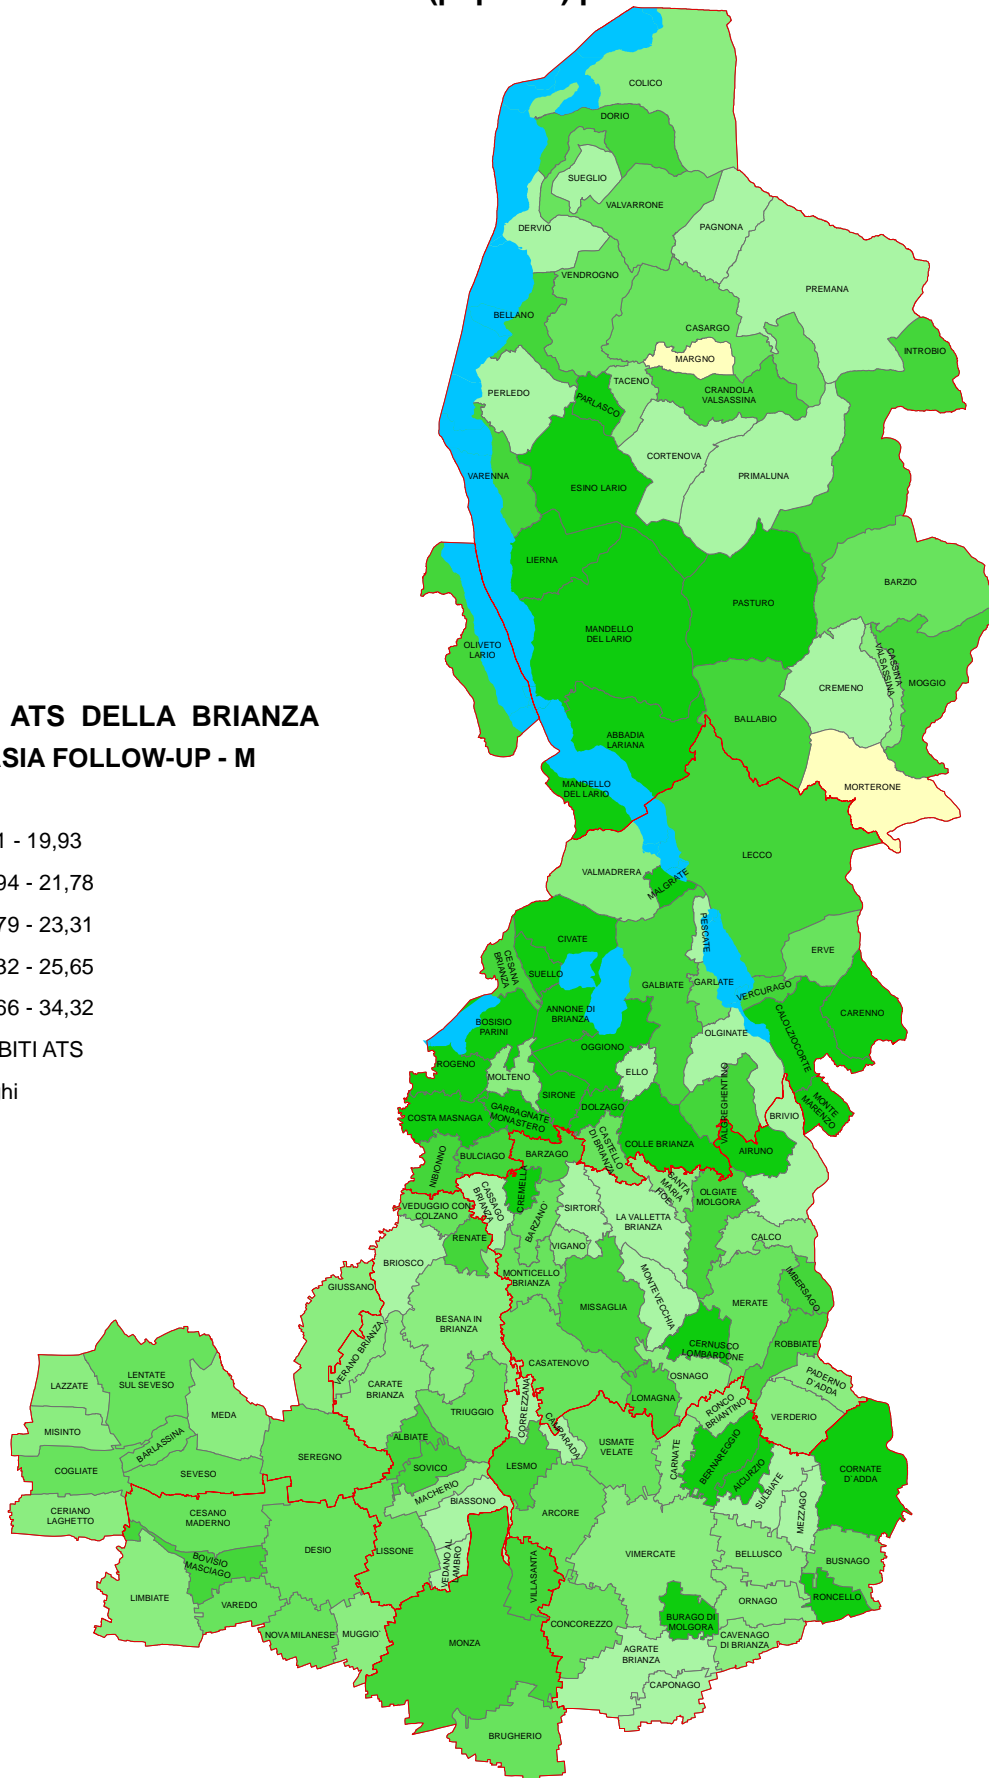 COLICO
DORIO
SUEGLIO
VALVARRONE
PAGNONA
DERVIO
VENDROGNO
PREMANA
BELLANO
CASARGO
INTROBIO
MARGNO
TACENO
PERLEDO
CRANDOLA
VALSASSINA
PARLASCO
CORTENOVA
PRIMALUNA
VARENNA
ESINO LARIO
LIERNA
BARZIO
PASTURO
MANDELLO
DEL LARIO
OLIVETO
LARIO
CASSINA
VALSASSINA
MOGGIO
CREMENO
BALLABIO
ATS DELLA BRIANZA
ABBADIA
LARIANA
SIA FOLLOW-UP - M
MANDELLO
DEL LARIO
MORTERONE
1 - 19,93
LECCO
VALMADRERA
MALGRATE
94 - 21,78
79 - 23,31
PESCATE
CIVATE
ERVE
32 - 25,65
CESANA
BRIANZA
SUELLO
GALBIATE
GARLATE
VERCURAGO
66 - 34,32
ANNONE DI
BRIANZA
CARENNO
BOSISIO
PARINI
OLGINATE
CALOLZIOCORTE
BITI ATS
OGGIONO
ROGENO
MOLTENO
ELLO
hi
SIRONE
DOLZAGO
VALGREGHENTINO
MONTE
MARENZO
GARBAGNATE
MONASTERO
COSTA MASNAGA
BRIVIO
COLLE BRIANZA
CASTELLO
DI BRIANZA
AIRUNO
BULCIAGO
BARZAGO
NIBIONNO
CREMELLA
CASSAGO
BRIANZA
SANTA
MARIA
HOE'
OLGIATE
MOLGORA
VEDUGGIO CON
COLZANO
SIRTORI
LA VALLETTA
BRIANZA
BARZANO'
RENATE
CALCO
VIGANO
BRIOSCO
MONTICELLO
BRIANZA
MONTEVECCHIA
IMBERSAGO
GIUSSANO
MISSAGLIA
MERATE
BESANA IN
BRIANZA
VERANO BRIANZA
CERNUSCO
LOMBARDONE
ROBBIATE
CASATENOVO
LENTATE
SUL SEVESO
OSNAGO
PADERNO
D'ADDA
LAZZATE
CARATE
BRIANZA
LOMAGNA
CORREZZANA
RONCO
BRIANTINO
MEDA
TRIUGGIO
CAMPARADA
VERDERIO
MISINTO
BARLASSINA
ALBIATE
USMATE
VELATE
CARNATE
BERNAREGGIO
SEREGNO
SOVICO
LESMO
COGLIATE
SEVESO
AICURZIO
SULBIATE
CORNATE
D'ADDA
MACHERIO
BIASSONO
MEZZAGO
CERIANO
LAGHETTO
CESANO
MADERNO
ARCORE
DESIO
LISSONE
VIMERCATE
BELLUSCO
BUSNAGO
BOVISIO
MASCIAGO
VEDANO AL
LAMBRO
VILLASANTA
LIMBIATE
VAREDO
ORNAGO
RONCELLO
BURAGO DI
MOLGORA
CONCOREZZO
NOVA MILANESE
MUGGIO'
MONZA
CAVENAGO
DI BRIANZA
AGRATE
BRIANZA
CAPONAGO
BRUGHERIO